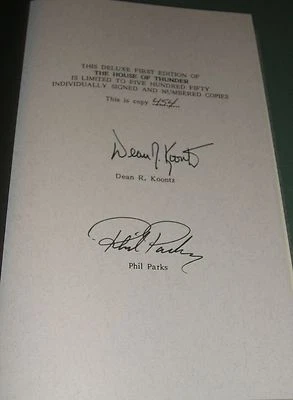 THIS DELUXE FIRST EDITION OF
THE HOUSE OF THUNDER
IS LIMITED TO FIVE HUNDRED FIFTY
INDIVIDUALLY SIGNED AND NUMBERED COPIES
This is copy 454
Dean R. Koontz
Dean R. Koontz
Phil Parks
Phil Parks